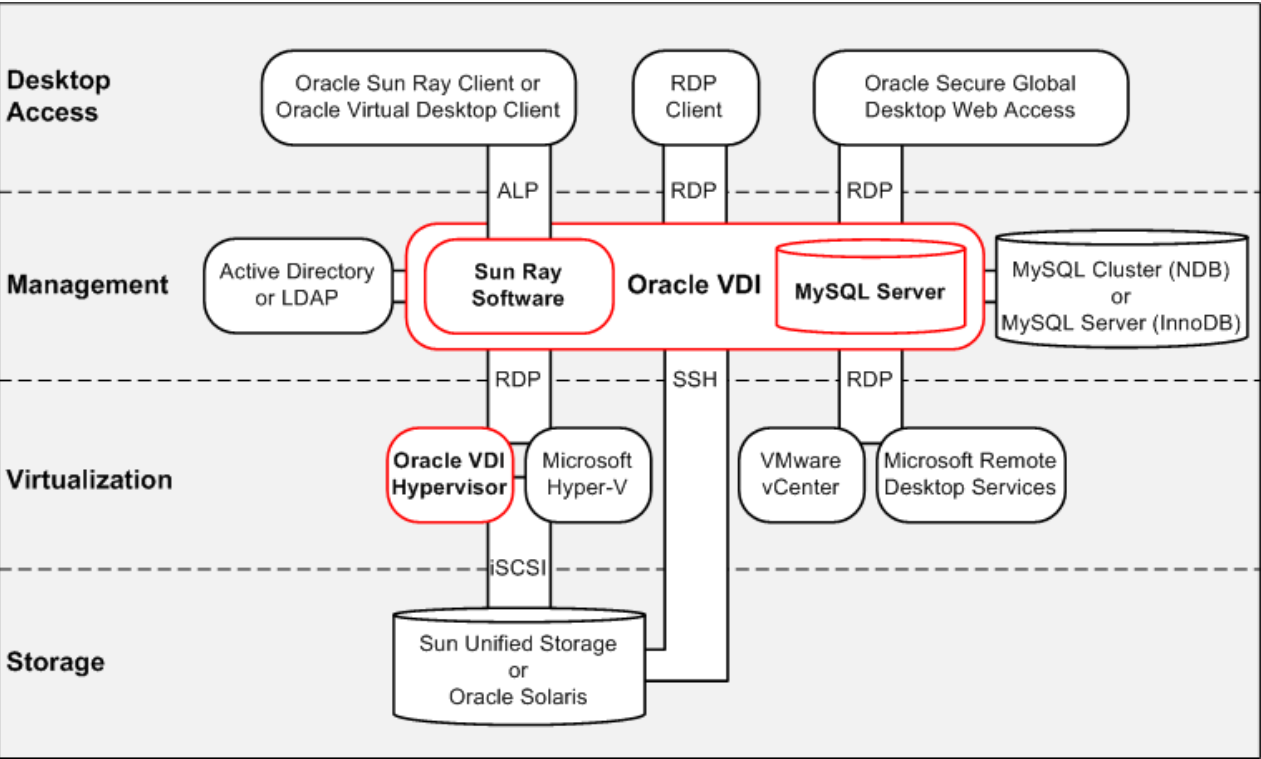 Desktop
Access
Oracle Sun Ray Client or
Oracle Virtual Desktop Client
RDP
Client
Oracle Secure Global
Desktop Web Access
ALP
RDP
RDP
Management
Active Directory
or LDAP
Sun Ray
Software
Oracle VDI
MySQL Server
MySQL Cluster (NDB)
or
MySQL Server (InnoDB)
RDP
SSH
RDP
Virtualization
Oracle VDI
Hypervisor
Microsoft
Hyper-V
VMware
vCenter
Microsoft Remote
Desktop Services
iSCSI
Storage
Sun Unified Storage
or
Oracle Solaris